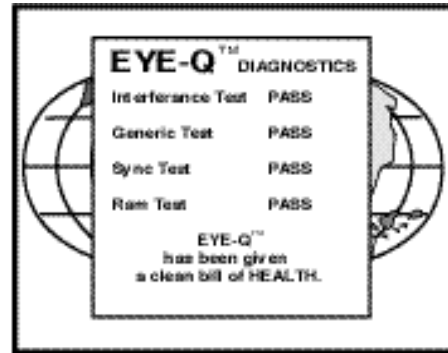 EYE-Q™ DIAGNOSTICS
Interferance Test PASS
Generic Test PASS
Sync Test PASS
Ram Test PASS
EYE-Q™
has been given
a clean bill of HEALTH.